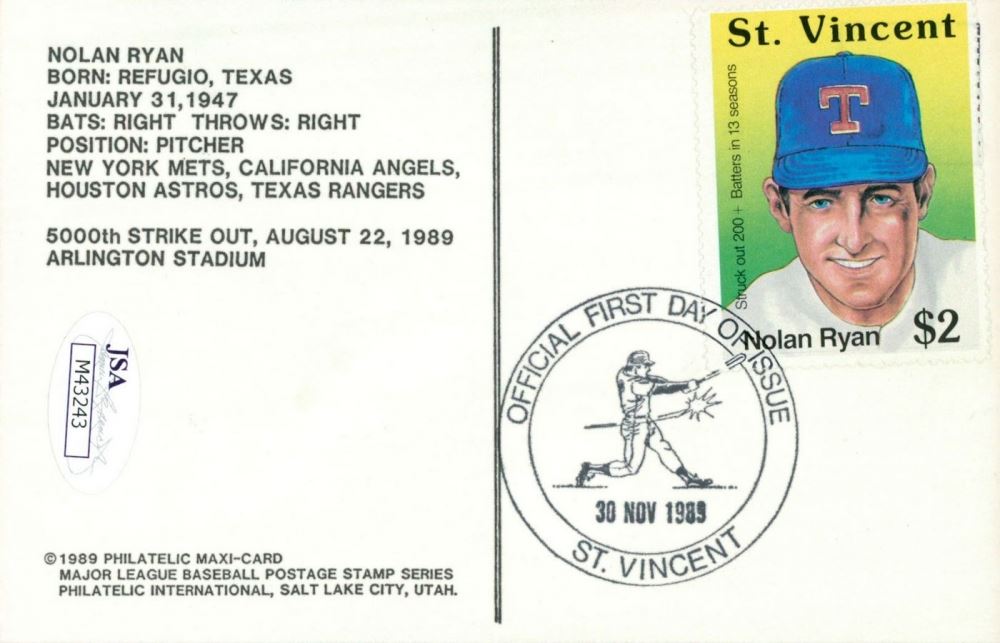 NOLAN RYAN
BORN: REFUGIO, TEXAS
JANUARY 31,1947
BATS: RIGHT THROWS: RIGHT
POSITION: PITCHER
NEW YORK METS, CALIFORNIA ANGELS,
HOUSTON ASTROS, TEXAS RANGERS
5000th STRIKE OUT, AUGUST 22, 1989
ARLINGTON STADIUM
JSA
M43243
©1989 PHILATELIC MAXI-CARD
MAJOR LEAGUE BASEBALL POSTAGE STAMP SERIES
PHILATELIC INTERNATIONAL, SALT LAKE CITY, UTAH.
St. Vincent
T
Struck out 200+ Batters in 13 seasons
Nolan Ryan $2
OFFICIAL FIRST DAY OF ISSUE
30 NOV 1989
ST. VINCENT